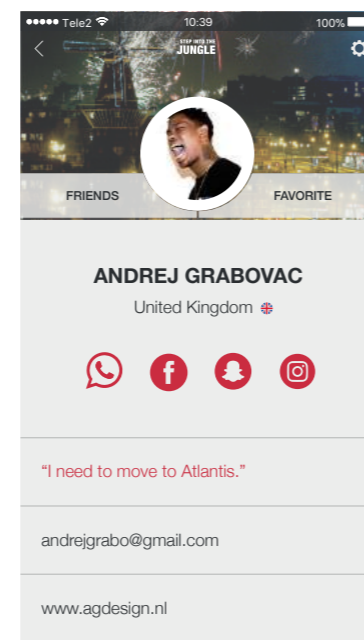 Tele2 10:39 100%
STEP INTO THE
JUNGLE
FRIENDS FAVORITE
ANDREJ GRABOVAC
United Kingdom
“I need to move to Atlantis.”
andrejgrabo@gmail.com
www.agdesign.nl